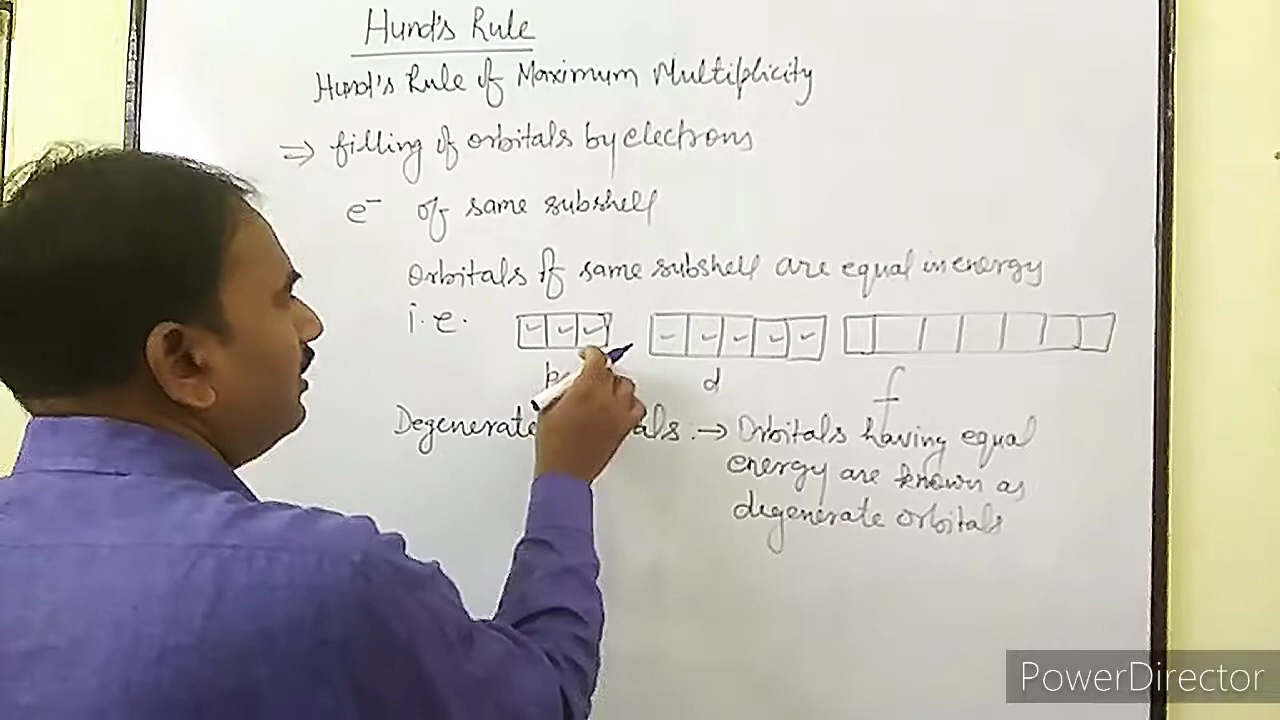 Hund's Rule
Hund's Rule of Maximum Multiplicity
⇒ filling of orbitals by electrons
e⁻ of same subshell
Orbitals of same subshell are equal in energy
i.e.
d f
Degenerate → Orbitals having equal
energy are known as
degenerate orbitals
PowerDirector